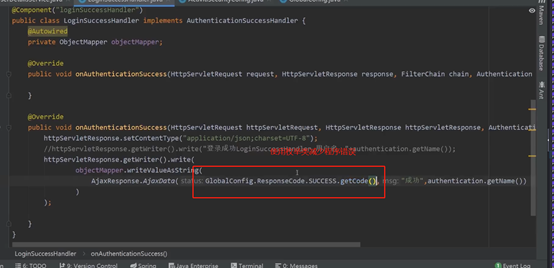 LoginSuccessHandler.java
@Component("loginSuccessHandler")
public class LoginSuccessHandler implements AuthenticationSuccessHandler {
@Autowired
private ObjectMapper objectMapper;
@Override
public void onAuthenticationSuccess(HttpServletRequest request, HttpServletResponse response, FilterChain chain, Authentication
}
@Override
public void onAuthenticationSuccess(HttpServletRequest httpServletRequest, HttpServletResponse httpServletResponse, Authentic
httpServletResponse.setContentType("application/json;charset=UTF-8");
//httpServletResponse.getWriter().write("登录成功LoginSuccessHandler "+authentication.getName());
httpServletResponse.getWriter().write(
objectMapper.writeValueAsString(
AjaxResponse.AjaxData( status: GlobalConfig.ResponseCode.SUCCESS.getCode(), msg: "成功",authentication.getName())
)
);
}
}
LoginSuccessHandler > onAuthenticationSuccess()
TODO 9: Version Control Spring Java Enterprise Terminal 0: Messages Event Log
Maven
Database
Ant